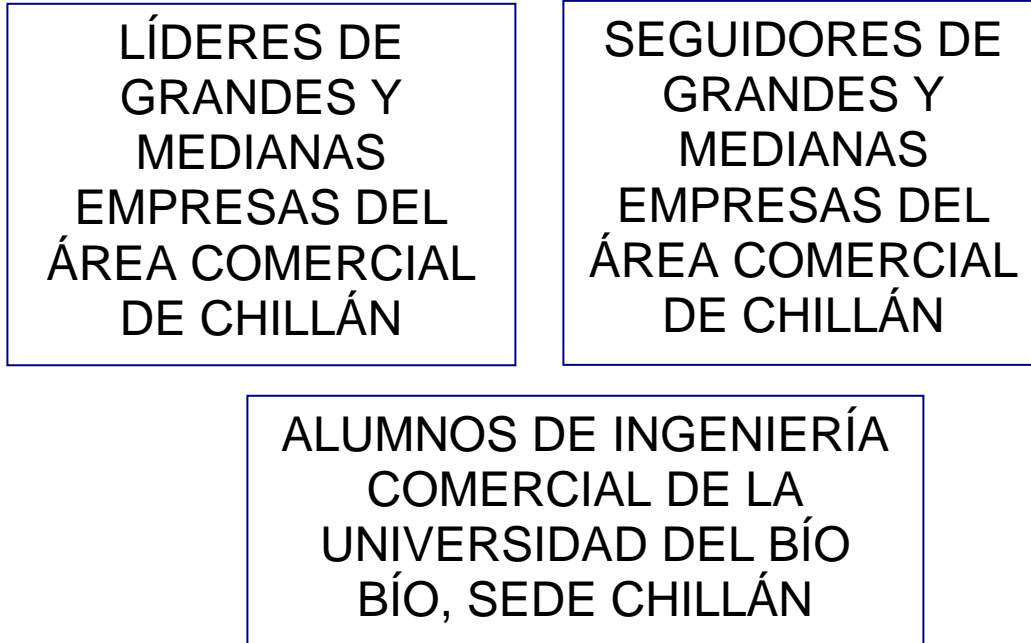 LÍDERES DE
GRANDES Y
MEDIANAS
EMPRESAS DEL
ÁREA COMERCIAL
DE CHILLÁN
SEGUIDORES DE
GRANDES Y
MEDIANAS
EMPRESAS DEL
ÁREA COMERCIAL
DE CHILLÁN
ALUMNOS DE INGENIERÍA
COMERCIAL DE LA
UNIVERSIDAD DEL BÍO
BÍO, SEDE CHILLÁN